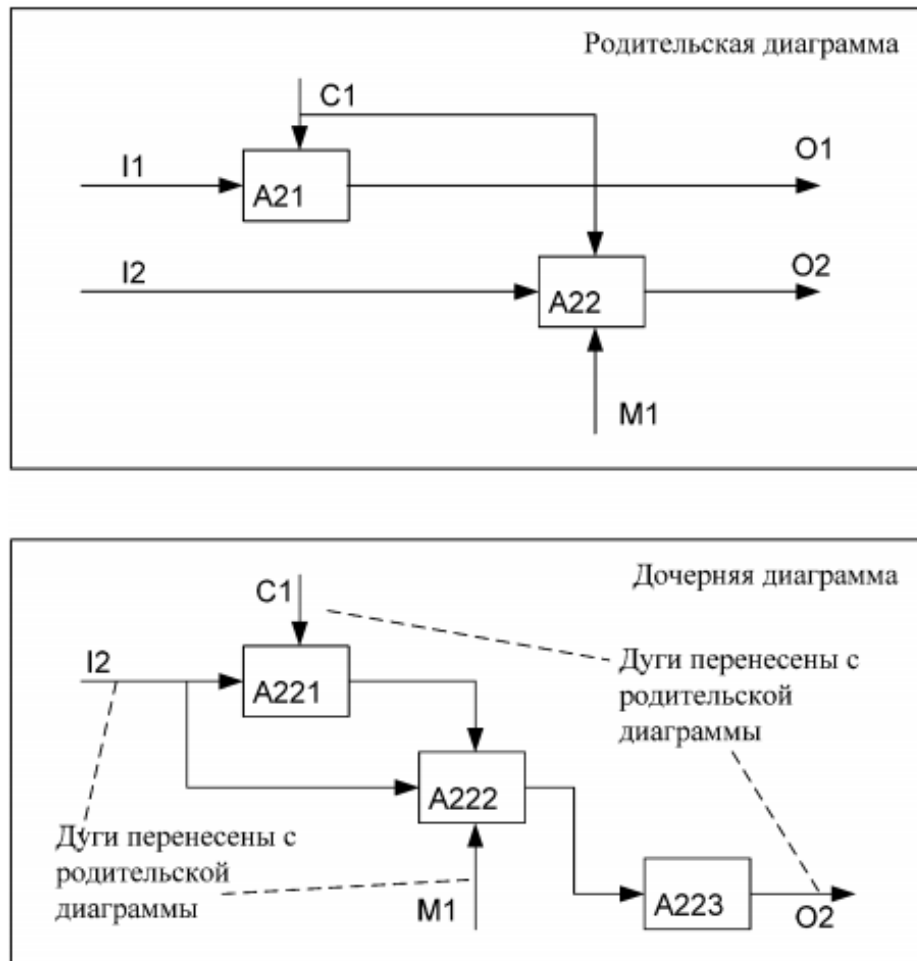 Родительская диаграмма
C1
I1
O1
A21
I2
O2
A22
M1
Дочерняя диаграмма
C1
I2
Дуги перенесены с
родительской
диаграммы
A221
A222
Дуги перенесены с
родительской
диаграммы
M1
A223
O2